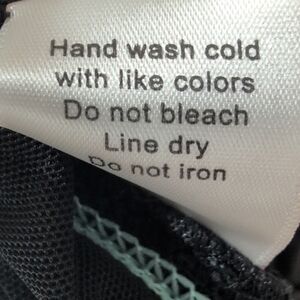 Hand wash cold
with like colors
Do not bleach
Line dry
Do not iron